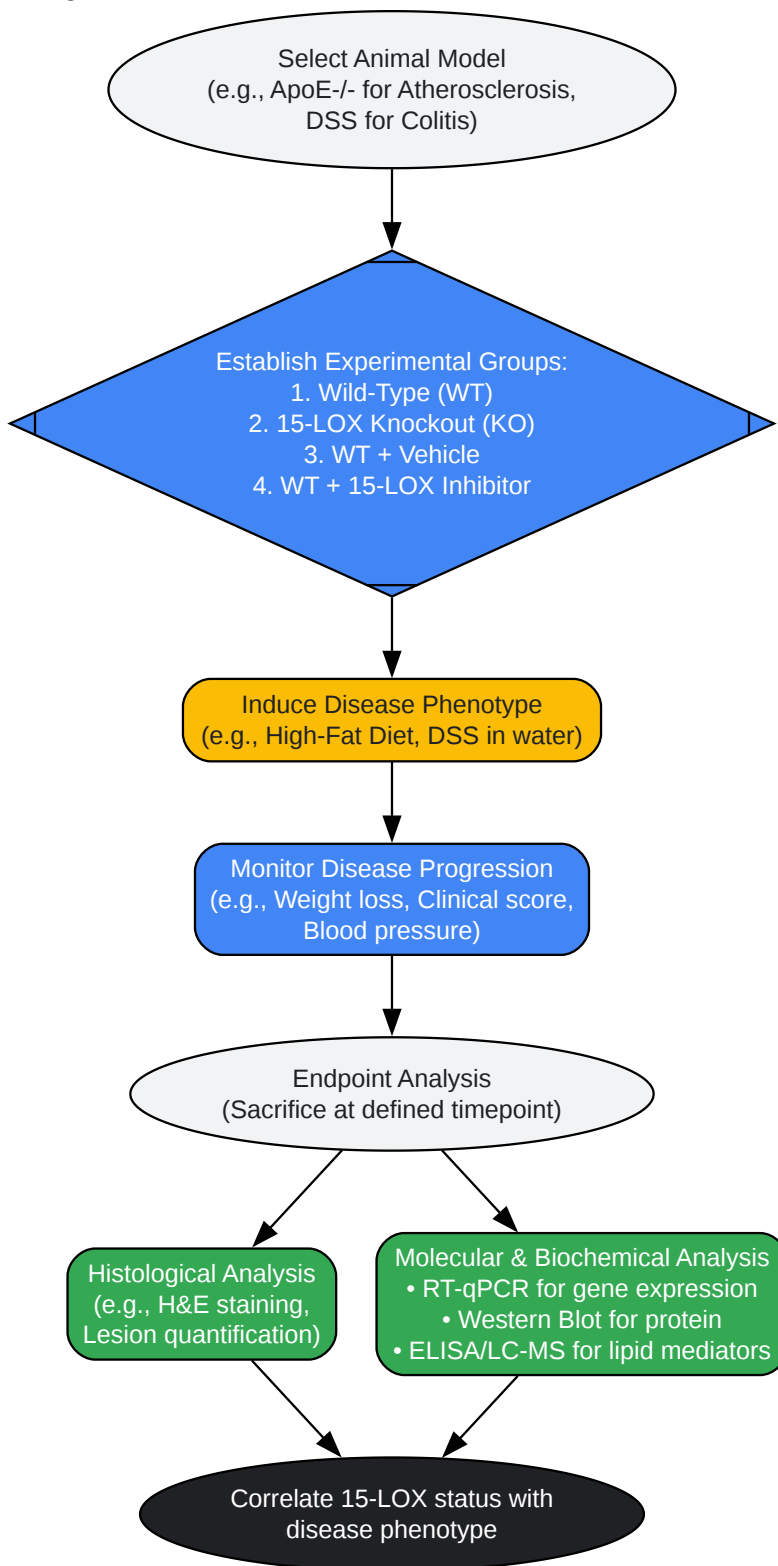 Select Animal Model
(e.g., ApoE-/- for Atherosclerosis,
DSS for Colitis)
Establish Experimental Groups:
1. Wild-Type (WT)
2. 15-LOX Knockout (KO)
3. WT + Vehicle
4. WT + 15-LOX Inhibitor
Induce Disease Phenotype
(e.g., High-Fat Diet, DSS in water)
Monitor Disease Progression
(e.g., Weight loss, Clinical score,
Blood pressure)
Endpoint Analysis
(Sacrifice at defined timepoint)
Histological Analysis
(e.g., H&E staining,
Lesion quantification)
Molecular & Biochemical Analysis
• RT-qPCR for gene expression
• Western Blot for protein
• ELISA/LC-MS for lipid mediators
Correlate 15-LOX status with
disease phenotype